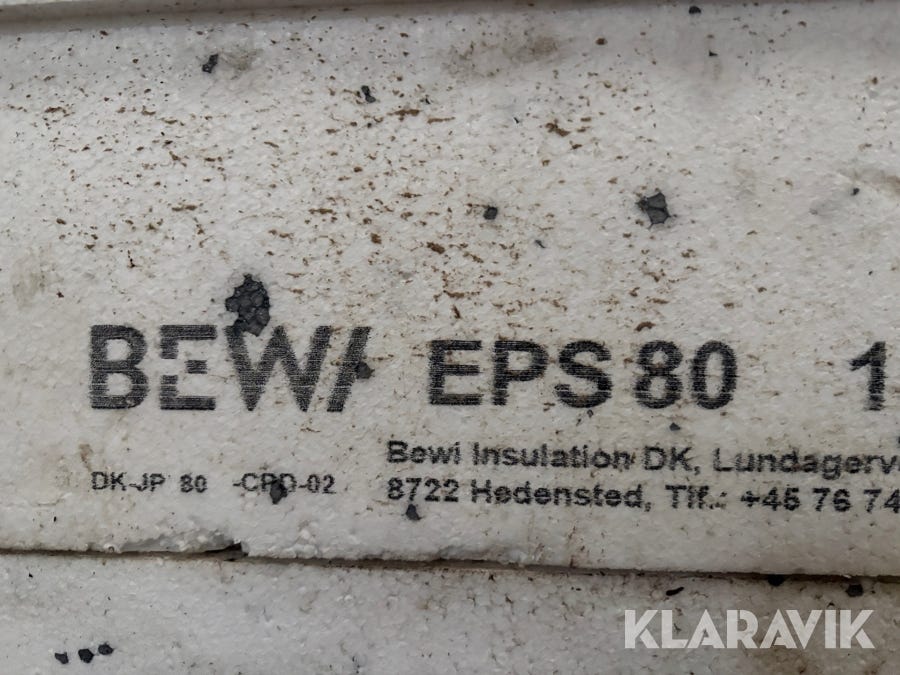 BEWI EPS 80 1
Bewi Insulation DK, Lundagerv
DK-JP 80 -CPD-02
8722 Hedensted, Tlf.: +45 76 74
KLARAVIK